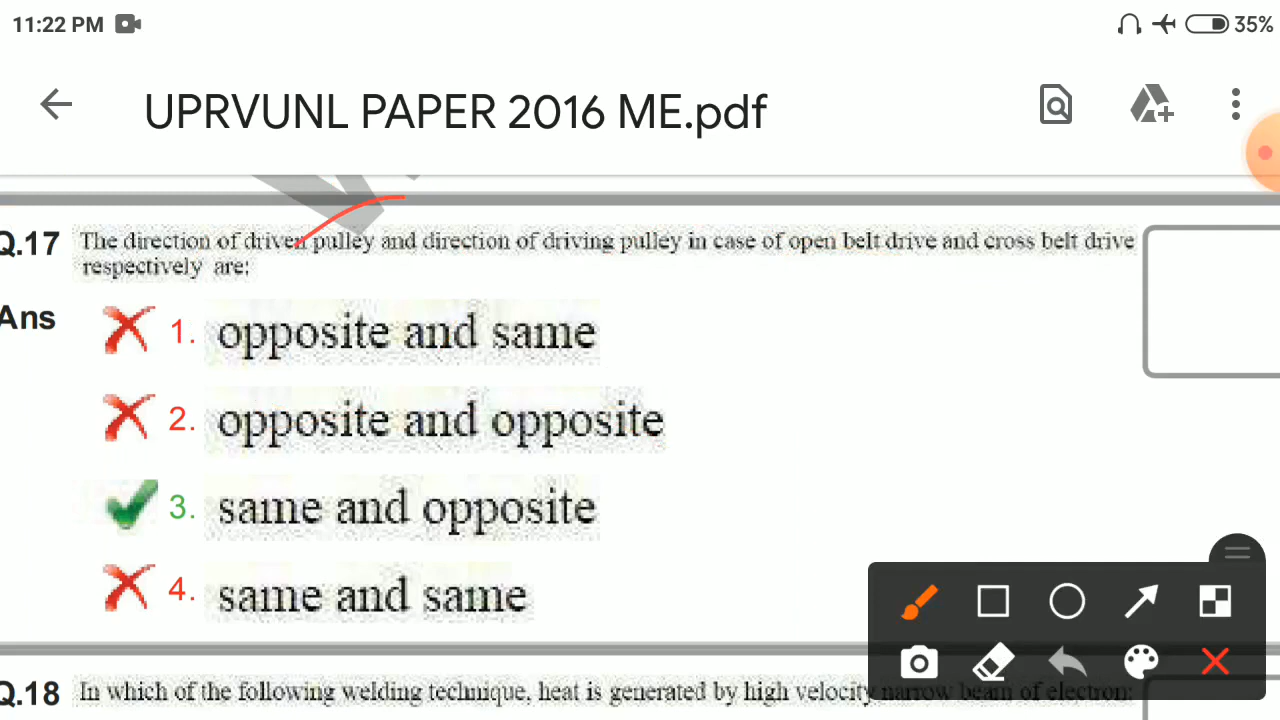 11:22 PM 35%
UPRVUNL PAPER 2016 ME.pdf
Q.17 The direction of driven pulley and direction of driving pulley in case of open belt drive and cross belt drive
respectively are:
Ans
1. opposite and same
2. opposite and opposite
3. same and opposite
4. same and same
Q.18 In which of the following welding technique, heat is generated by high velocity narrow beam of electron: